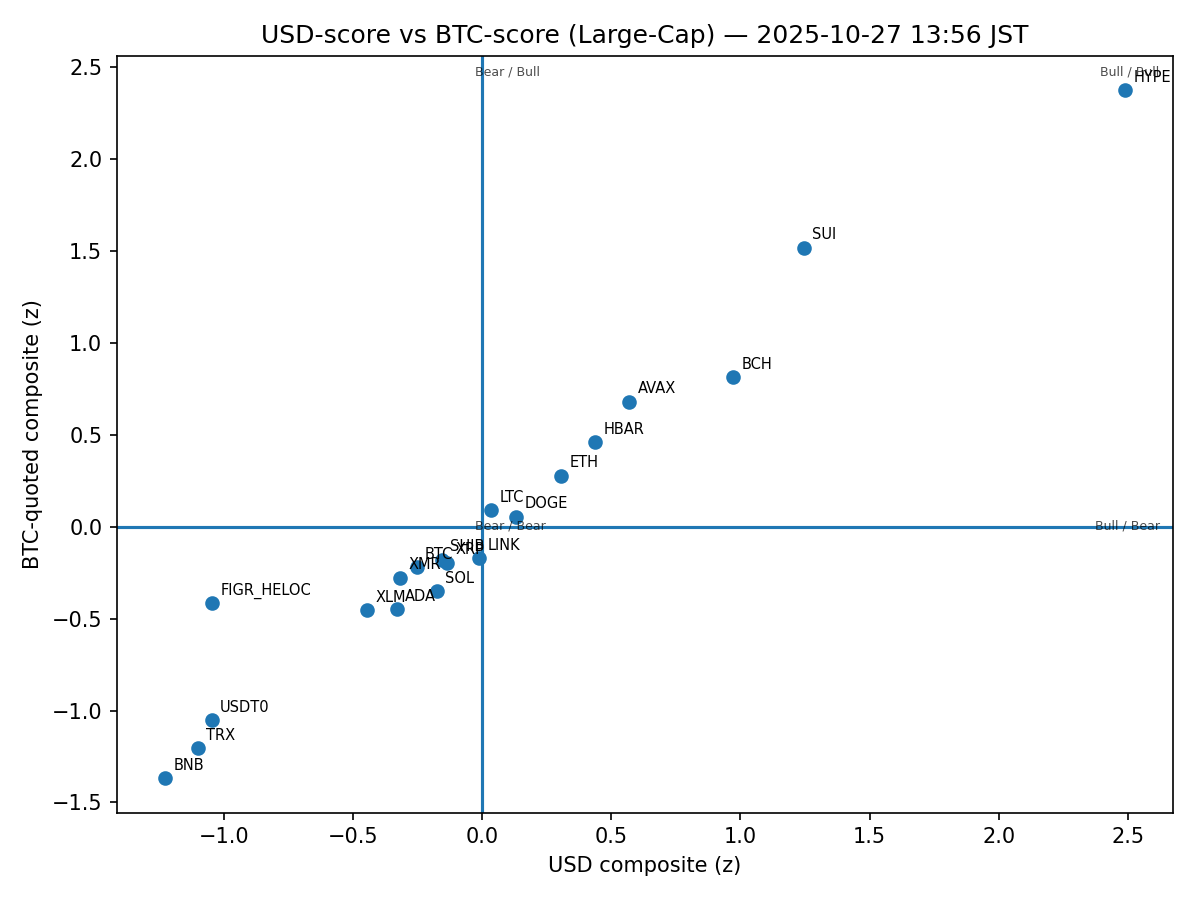 USD-score vs BTC-score (Large-Cap) — 2025-10-27 13:56 JST
2.5
2.0
1.5
1.0
0.5
0.0
−0.5
−1.0
−1.5
BTC-quoted composite (z)
Bear / Bull
Bull / Bull
HYPE
SUI
BCH
AVAX
HBAR
ETH
LTC
DOGE
Bear / Bear
Bull / Bear
SHIB
XRP
LINK
BTC
XMR
SOL
FIGR_HELOC
XLM
ADA
USDT0
TRX
BNB
−1.0
−0.5
0.0
0.5
1.0
1.5
2.0
2.5
USD composite (z)